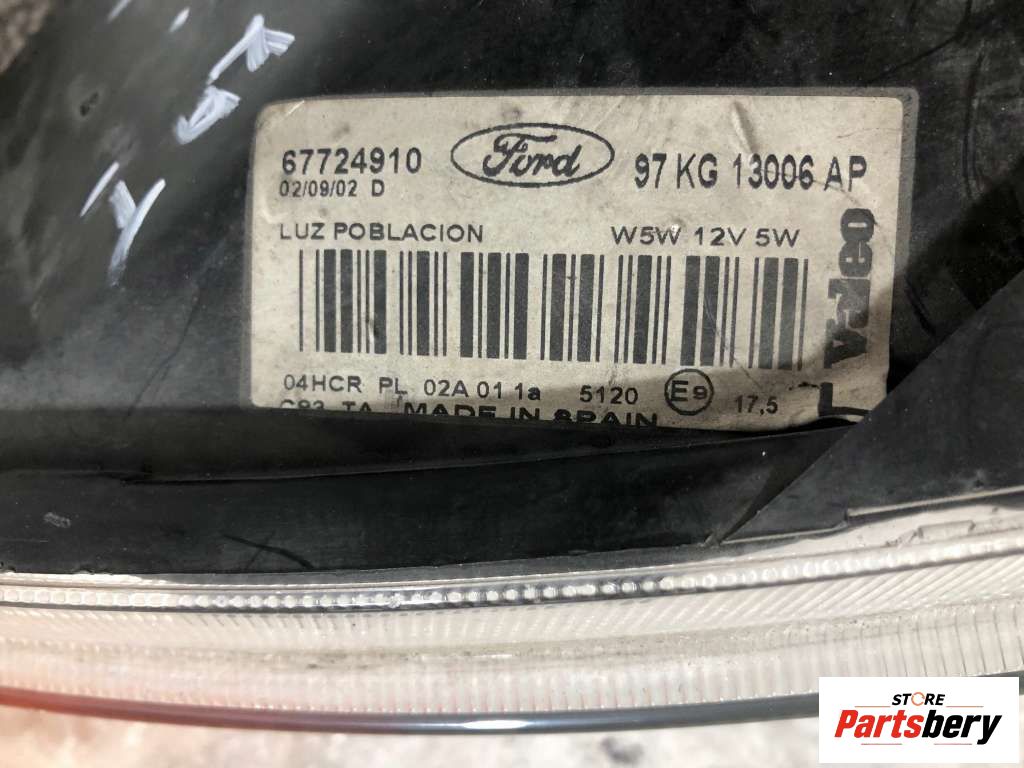 67724910 Ford 97 KG 13006 AP
02/09/02 D
LUZ POBLACION W5W 12V 5W
valeo
04HCR PL 02A 01 1a 5120 E9 17,5
MADE IN SPAIN
STORE
Partsbery